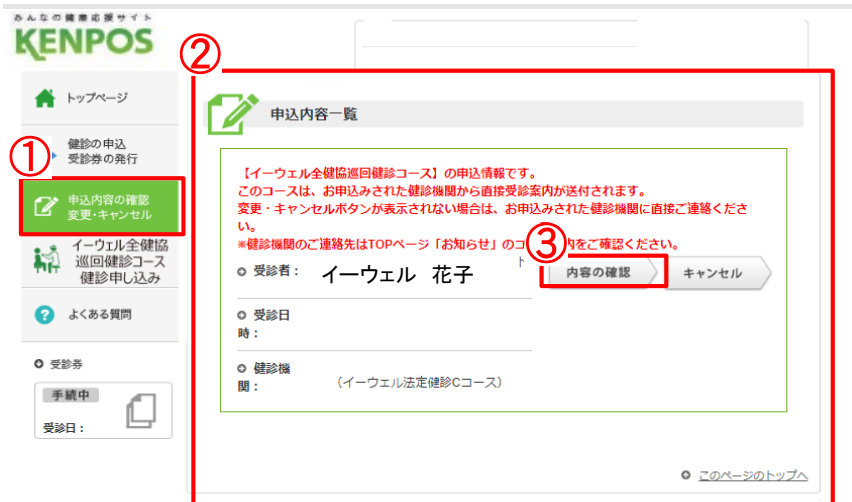 みんなの健康応援サイト
KENPOS
②
トップページ
申込内容一覧
健診の申込
受診券の発行
①
【イーウェル全健協巡回健診コース】の申込情報です。
このコースは、お申込みされた健診機関から直接受診案内が送付されます。
変更・キャンセルボタンが表示されない場合は、お申込みされた健診機関に直接ご連絡くださ
い。
※健診機関のご連絡先はTOPページ「お知らせ」のコ
内をご確認ください。
申込内容の確認
変更・キャンセル
③
イーウェル全健協
巡回健診コース
健診申し込み
受診者：
イーウェル 花子
内容の確認
キャンセル
よくある質問
受診日
時：
受診券
健診機
関：
（イーウェル法定健診Cコース）
手続中
受診日：
このページのトップへ